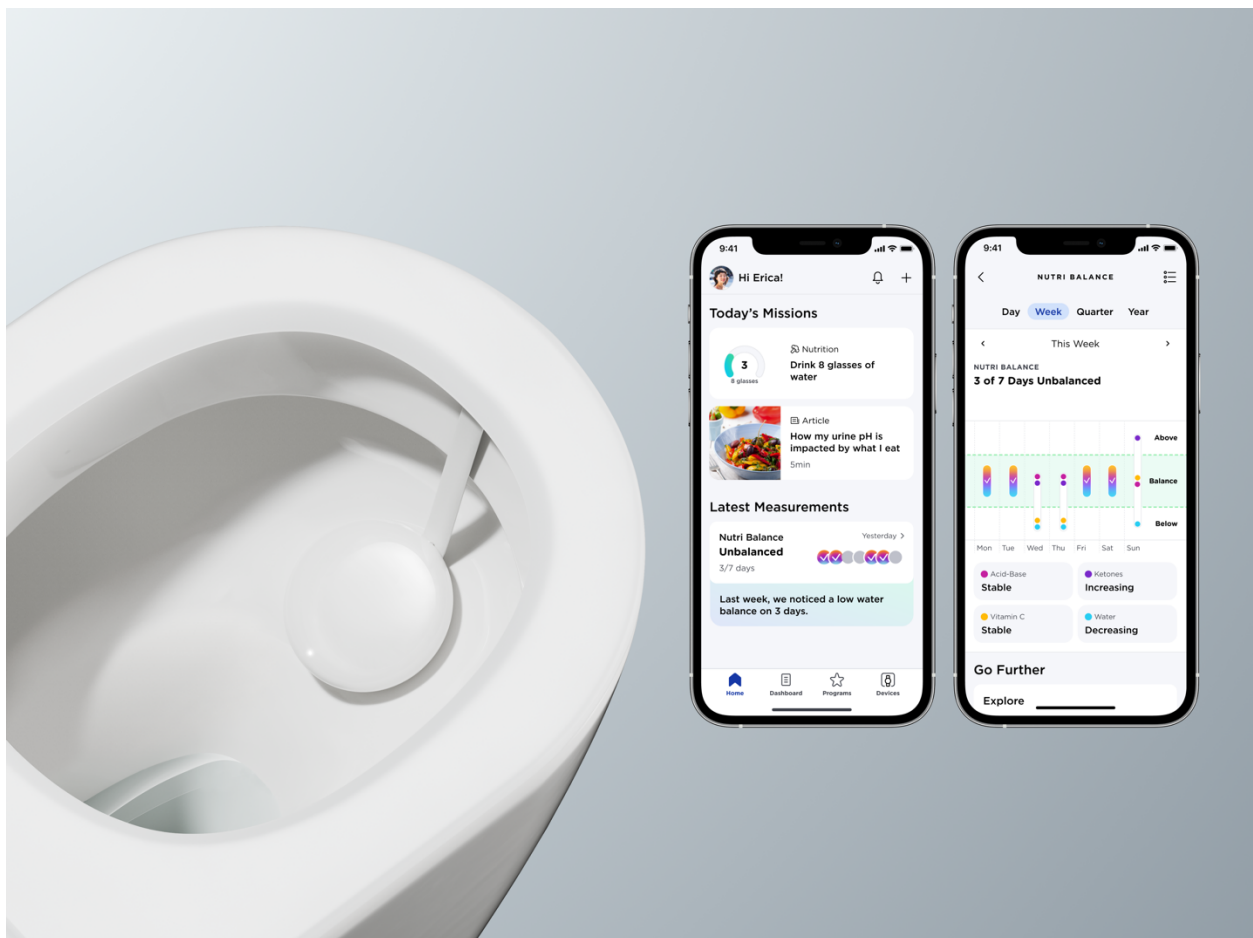 9:41
Hi Erica!
Today's Missions
3
8 glasses
Nutrition
Drink 8 glasses of
water
Article
How my urine pH is
impacted by what I eat
5min
Latest Measurements
Nutri Balance
Yesterday >
Unbalanced
3/7 days
Last week, we noticed a low water
balance on 3 days.
Home Dashboard Programs Devices
9:41
NUTRI BALANCE
Day Week Quarter Year
This Week
NUTRI BALANCE
3 of 7 Days Unbalanced
Above
Balance
Below
Mon Tue Wed Thu Fri Sat Sun
Acid-Base
Stable
Ketones
Increasing
Vitamin C
Stable
Water
Decreasing
Go Further
Explore